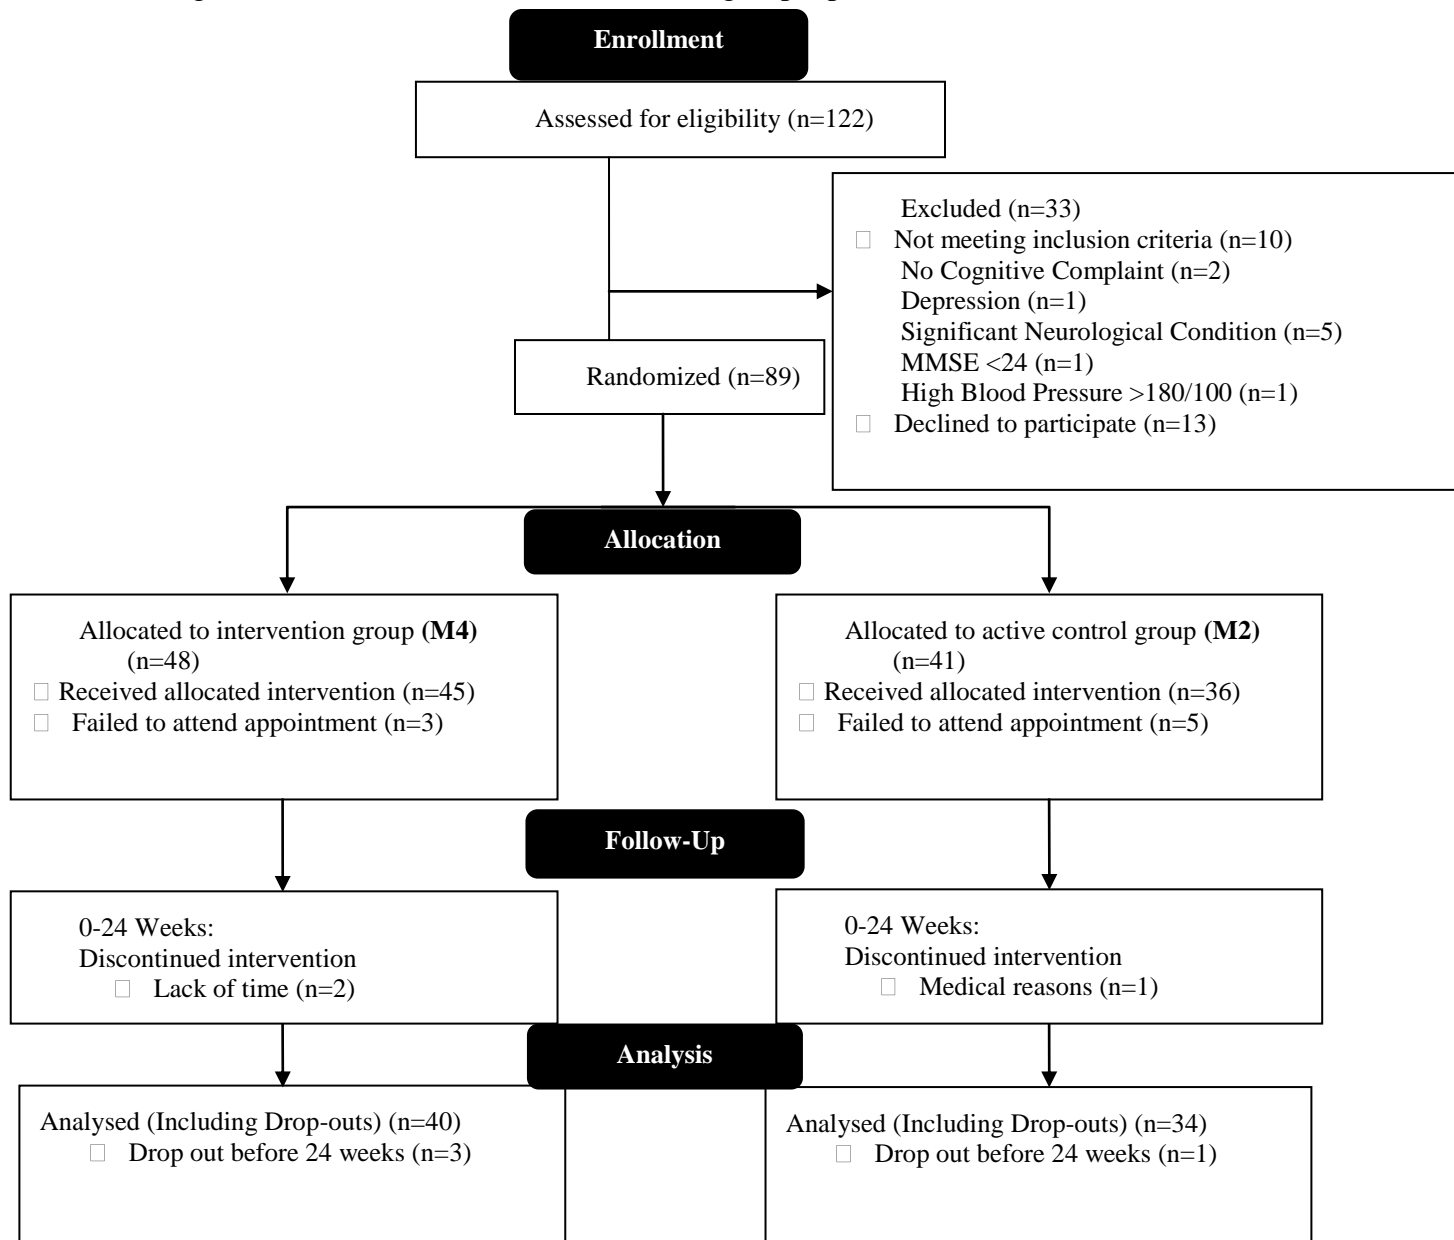 Enrollment
Assessed for eligibility (n=122)
Excluded (n=33)
Not meeting inclusion criteria (n=10)
No Cognitive Complaint (n=2)
Depression (n=1)
Significant Neurological Condition (n=5)
MMSE <24 (n=1)
High Blood Pressure >180/100 (n=1)
Declined to participate (n=13)
Randomized (n=89)
Allocation
Allocated to intervention group (M4)
(n=48)
Received allocated intervention (n=45)
Failed to attend appointment (n=3)
Allocated to active control group (M2)
(n=41)
Received allocated intervention (n=36)
Failed to attend appointment (n=5)
Follow-Up
0-24 Weeks:
Discontinued intervention
Lack of time (n=2)
0-24 Weeks:
Discontinued intervention
Medical reasons (n=1)
Analysis
Analysed (Including Drop-outs) (n=40)
Drop out before 24 weeks (n=3)
Analysed (Including Drop-outs) (n=34)
Drop out before 24 weeks (n=1)